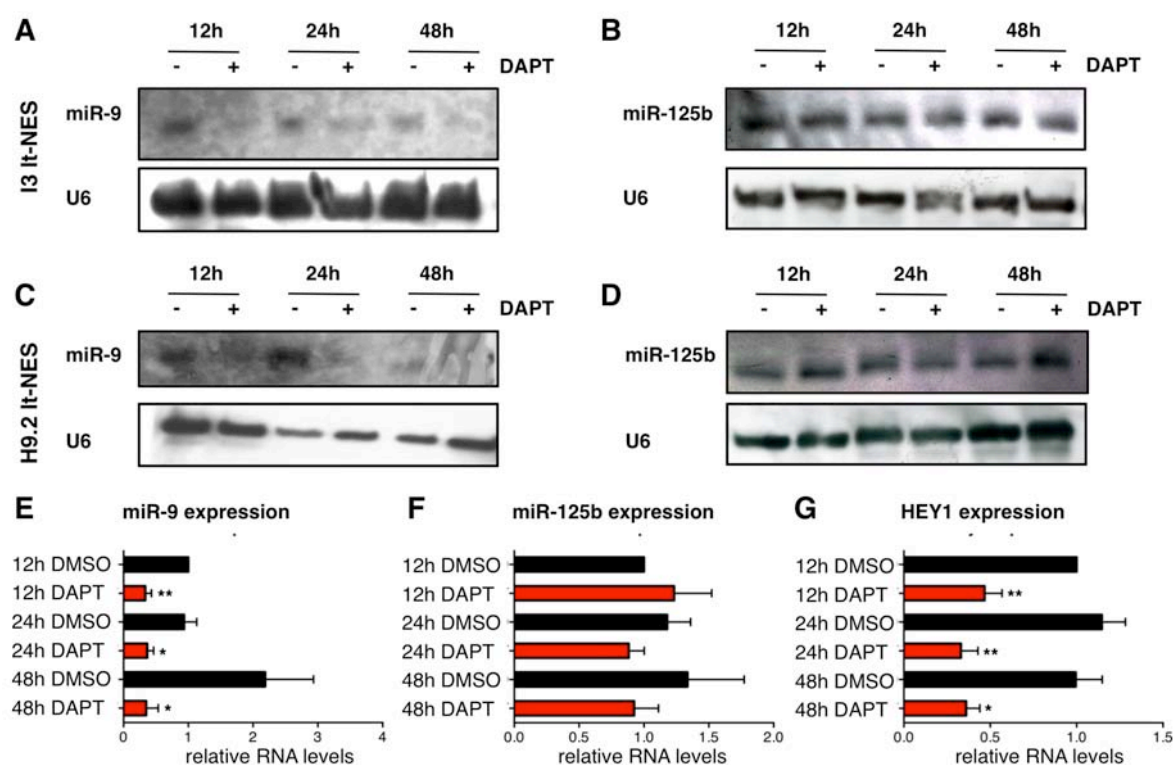 A
12h 24h 48h
- + - + - + DAPT
miR-9
U6
I3 lt-NES
B
12h 24h 48h
- + - + - + DAPT
miR-125b
U6
C
12h 24h 48h
- + - + - + DAPT
miR-9
U6
H9.2 lt-NES
D
12h 24h 48h
- + - + - + DAPT
miR-125b
U6
E miR-9 expression
12h DMSO
12h DAPT **
24h DMSO
24h DAPT *
48h DMSO
48h DAPT *
0 1 2 3 4
relative RNA levels
F miR-125b expression
12h DMSO
12h DAPT
24h DMSO
24h DAPT
48h DMSO
48h DAPT
0.0 0.5 1.0 1.5 2.0
relative RNA levels
G HEY1 expression
12h DMSO
12h DAPT **
24h DMSO
24h DAPT **
48h DMSO
48h DAPT *
0.0 0.5 1.0 1.5
relative RNA levels